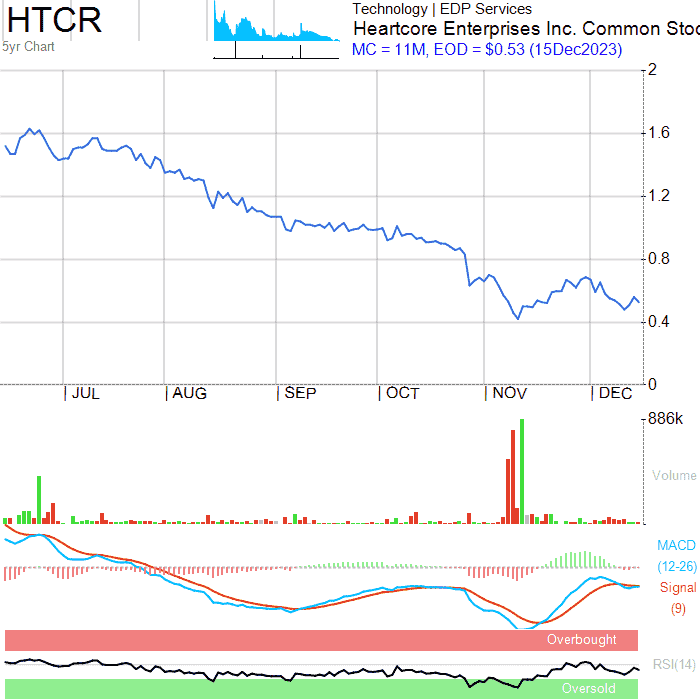 HTCR
5yr Chart
Technology | EDP Services
Heartcore Enterprises Inc. Common Stoc
MC = 11M, EOD = $0.53 (15Dec2023)
2
1.6
1.2
0.8
0.4
0
JUL AUG SEP OCT NOV DEC
886k
Volume
MACD
(12-26)
Signal
(9)
Overbought
RSI(14)
Oversold